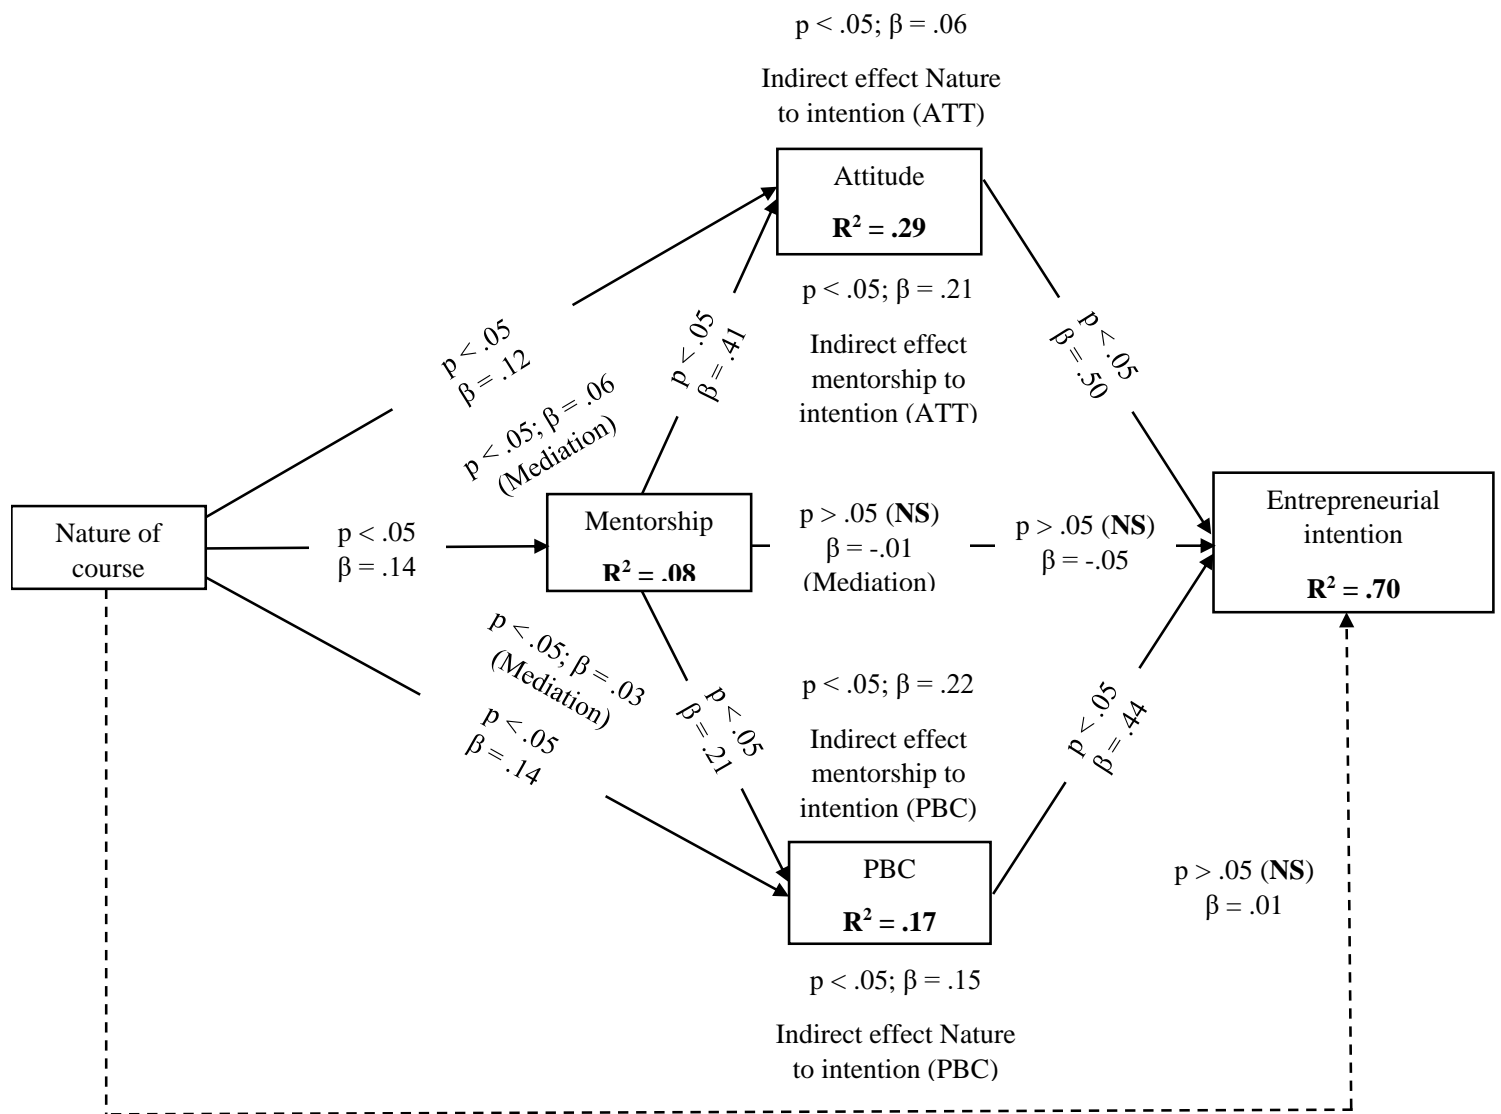 p < .05; β = .06
Indirect effect Nature
to intention (ATT)
Attitude
R² = .29
p < .05; β = .21
Indirect effect
mentorship to
intention (ATT)
p < .05
β = .12
p < .05; β = .06
(Mediation)
p < .05
β = .41
p < .05
β = .50
Nature of
course
p < .05
β = .14
Mentorship
R² = .08
p > .05 (NS)
β = -.01
(Mediation)
p > .05 (NS)
β = -.05
Entrepreneurial
intention
R² = .70
p < .05; β = .03
(Mediation)
p < .05
β = .14
p < .05
β = .21
p < .05; β = .22
Indirect effect
mentorship to
intention (PBC)
p < .05
β = .44
PBC
R² = .17
p > .05 (NS)
β = .01
p < .05; β = .15
Indirect effect Nature
to intention (PBC)